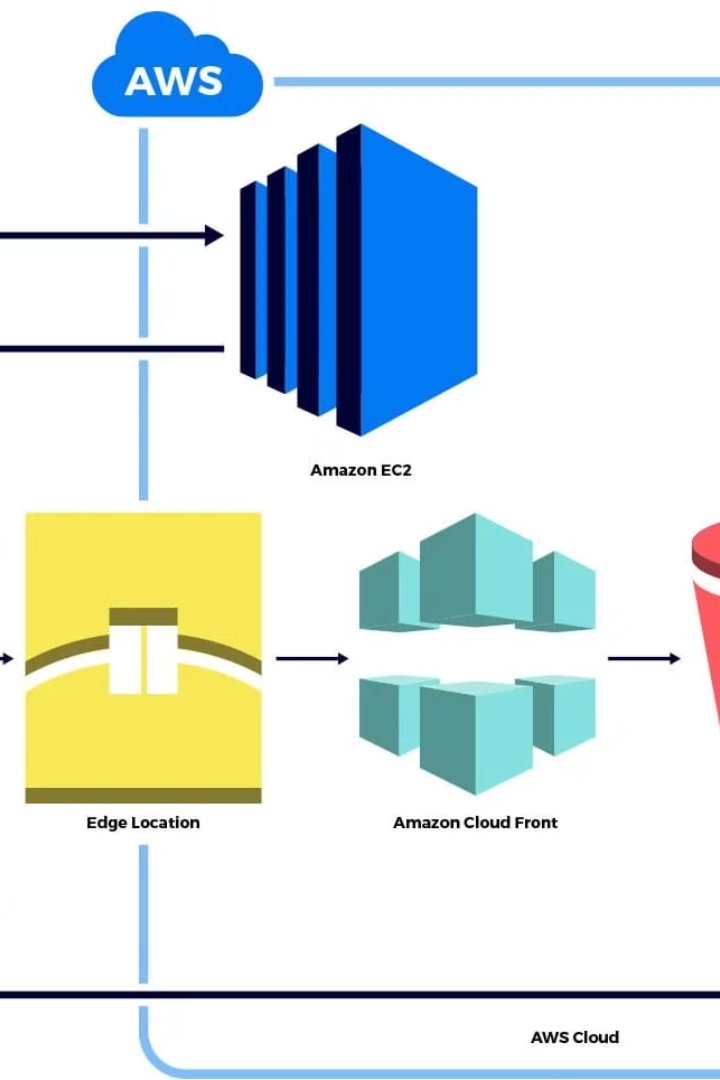 AWS
Amazon EC2
Edge Location
Amazon Cloud Front
AWS Cloud